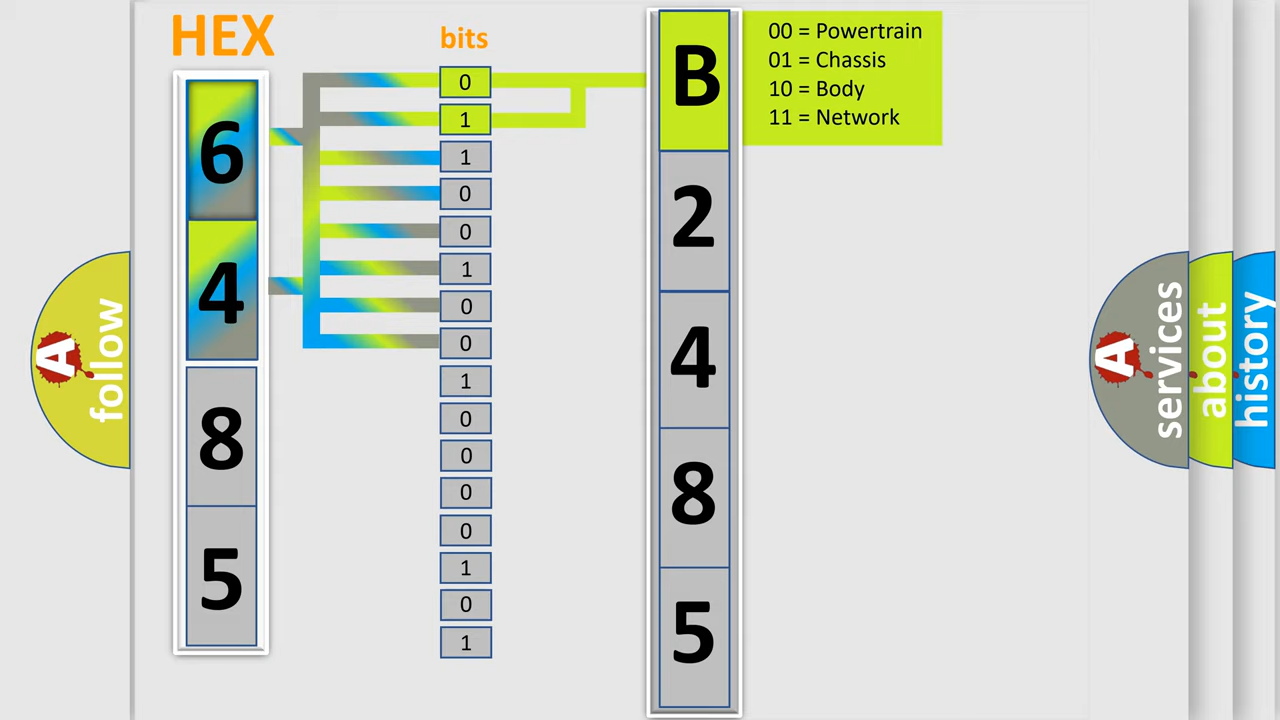 HEX
bits
6
4
8
5
0
1
1
0
0
1
0
0
1
0
0
0
0
1
0
1
B
2
4
8
5
00 = Powertrain
01 = Chassis
10 = Body
11 = Network
A
follow
A
services
about
history